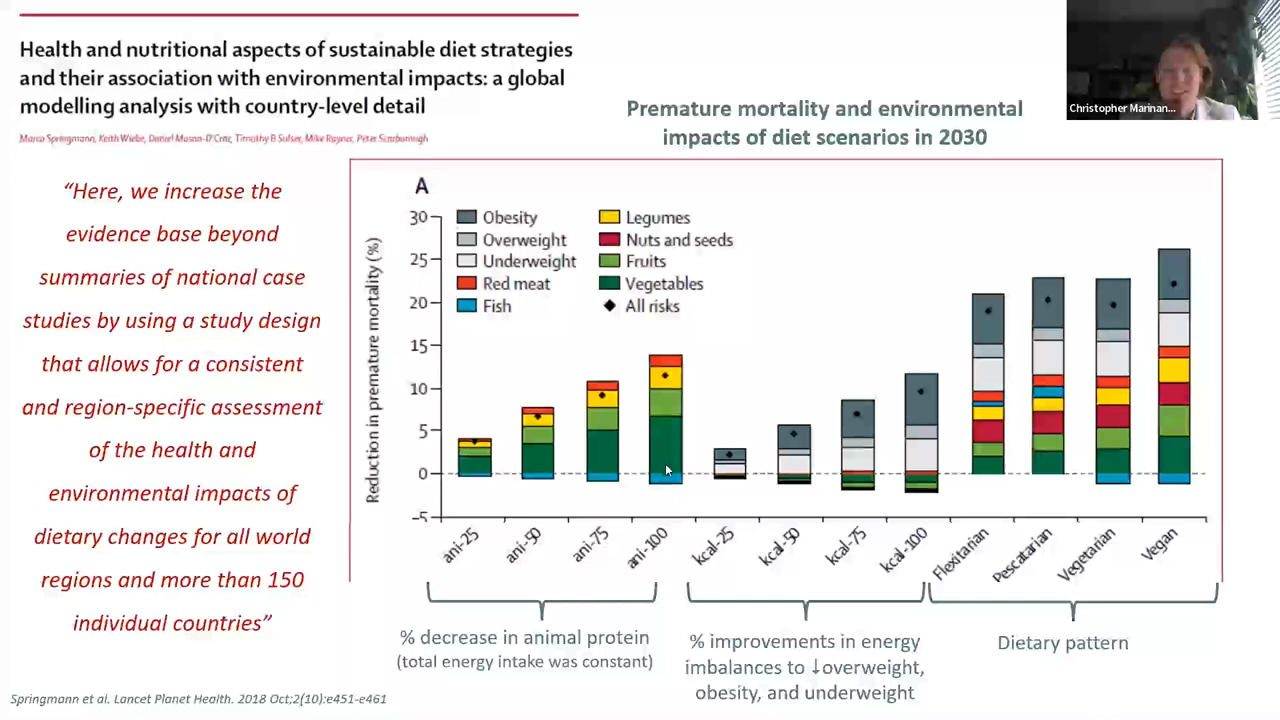 Health and nutritional aspects of sustainable diet strategies
and their association with environmental impacts: a global
modelling analysis with country-level detail
Marco Springmann, Keith Wiebe, Daniel Mason-D'Croz, Timothy B Sulser, Mike Rayner, Peter Scarborough
Christopher Marinan...
Premature mortality and environmental
impacts of diet scenarios in 2030
“Here, we increase the
evidence base beyond
summaries of national case
studies by using a study design
that allows for a consistent
and region-specific assessment
of the health and
environmental impacts of
dietary changes for all world
regions and more than 150
individual countries”
A
Reduction in premature mortality (%)
30
25
20
15
10
5
0
–5
Obesity
Overweight
Underweight
Red meat
Fish
Legumes
Nuts and seeds
Fruits
Vegetables
All risks
ani-25
ani-50
ani-75
ani-100
kcal-25
kcal-50
kcal-75
kcal-100
Flexitarian
Pescatarian
Vegetarian
Vegan
% decrease in animal protein
(total energy intake was constant)
% improvements in energy
imbalances to ↓overweight,
obesity, and underweight
Dietary pattern
Springmann et al. Lancet Planet Health. 2018 Oct;2(10):e451-e461